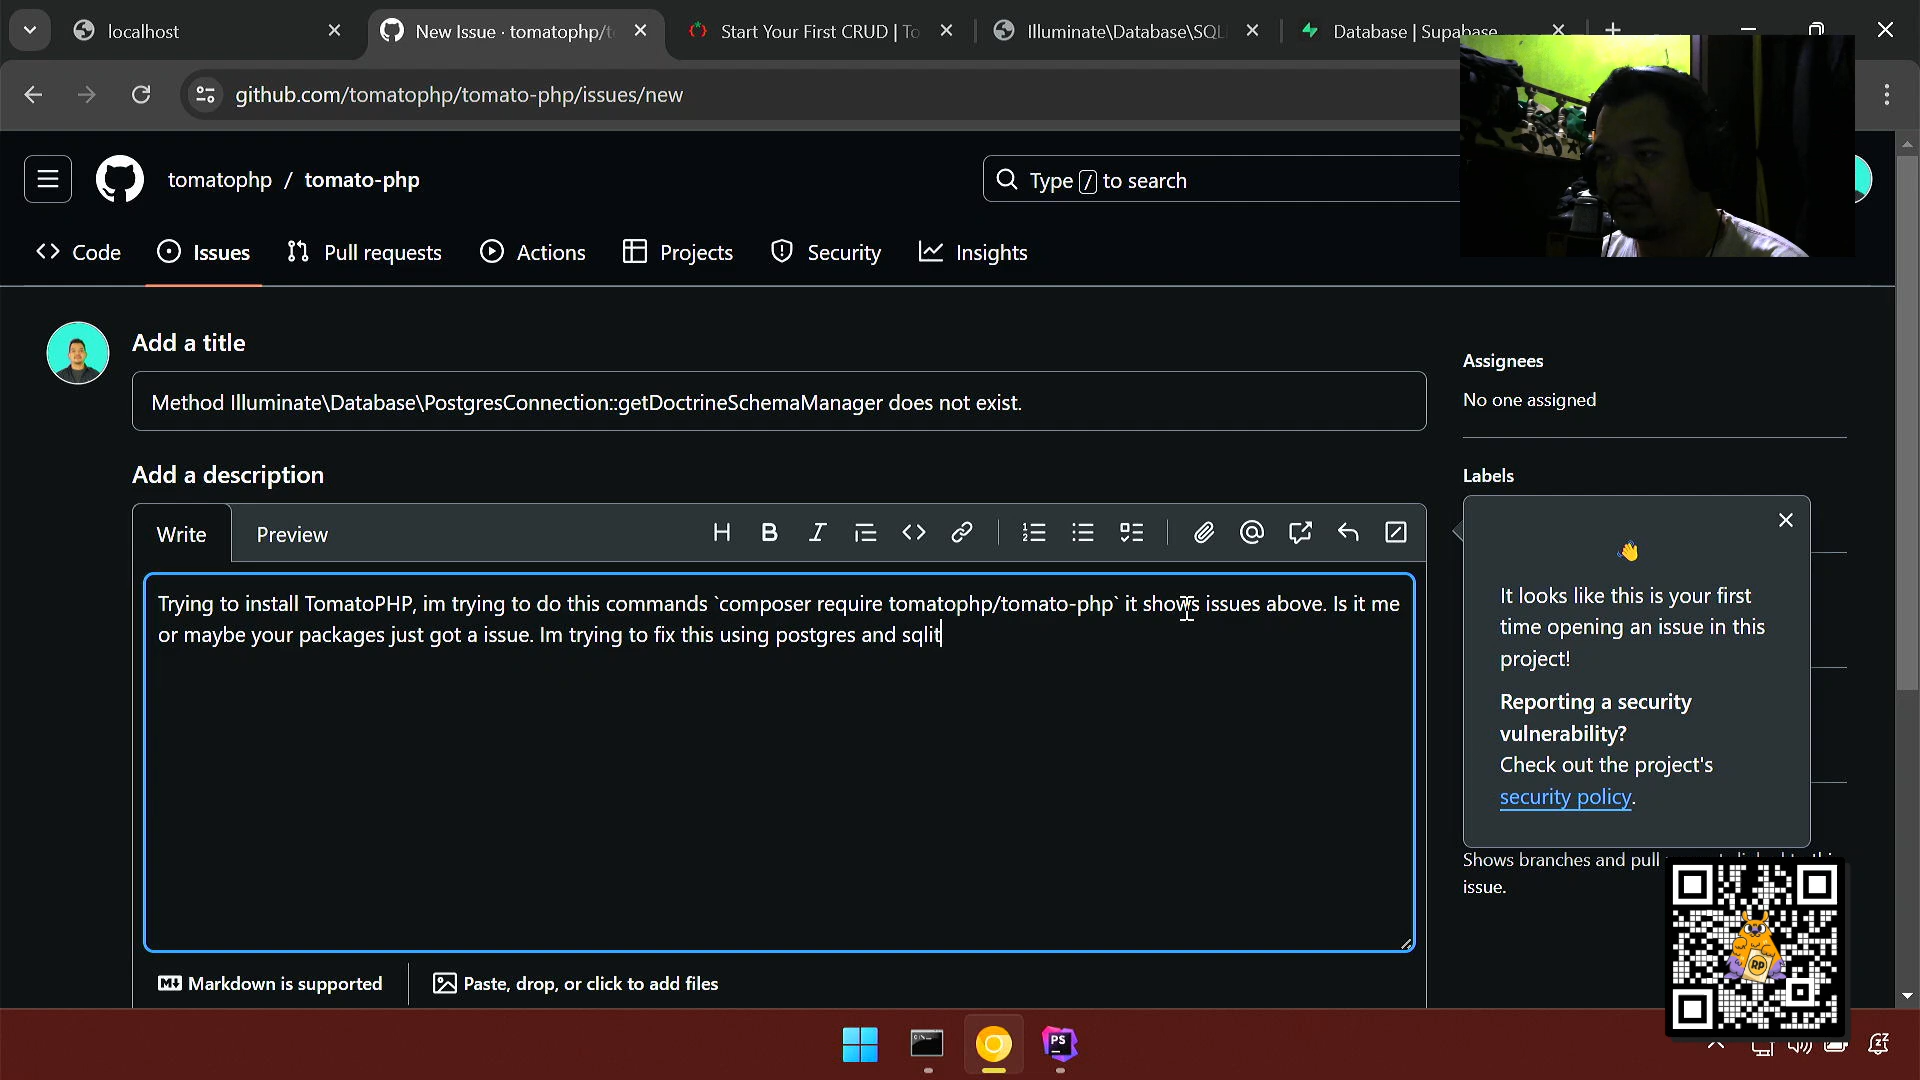 localhost
New Issue · tomatophp/t
Start Your First CRUD | To
Illuminate\Database\SQL
Database | Supabase
github.com/tomatophp/tomato-php/issues/new
tomatophp / tomato-php
Type / to search
Code
Issues
Pull requests
Actions
Projects
Security
Insights
Add a title
Method Illuminate\Database\PostgresConnection::getDoctrineSchemaManager does not exist.
Add a description
Write
Preview
Trying to install TomatoPHP, im trying to do this commands `composer require tomatophp/tomato-php` it shows issues above. Is it me
or maybe your packages just got a issue. Im trying to fix this using postgres and sqlit
Markdown is supported
Paste, drop, or click to add files
Assignees
No one assigned
Labels
👋
It looks like this is your first
time opening an issue in this
project!
Reporting a security
vulnerability?
Check out the project's
security policy.
Shows branches and pull
issue.
RP
PS